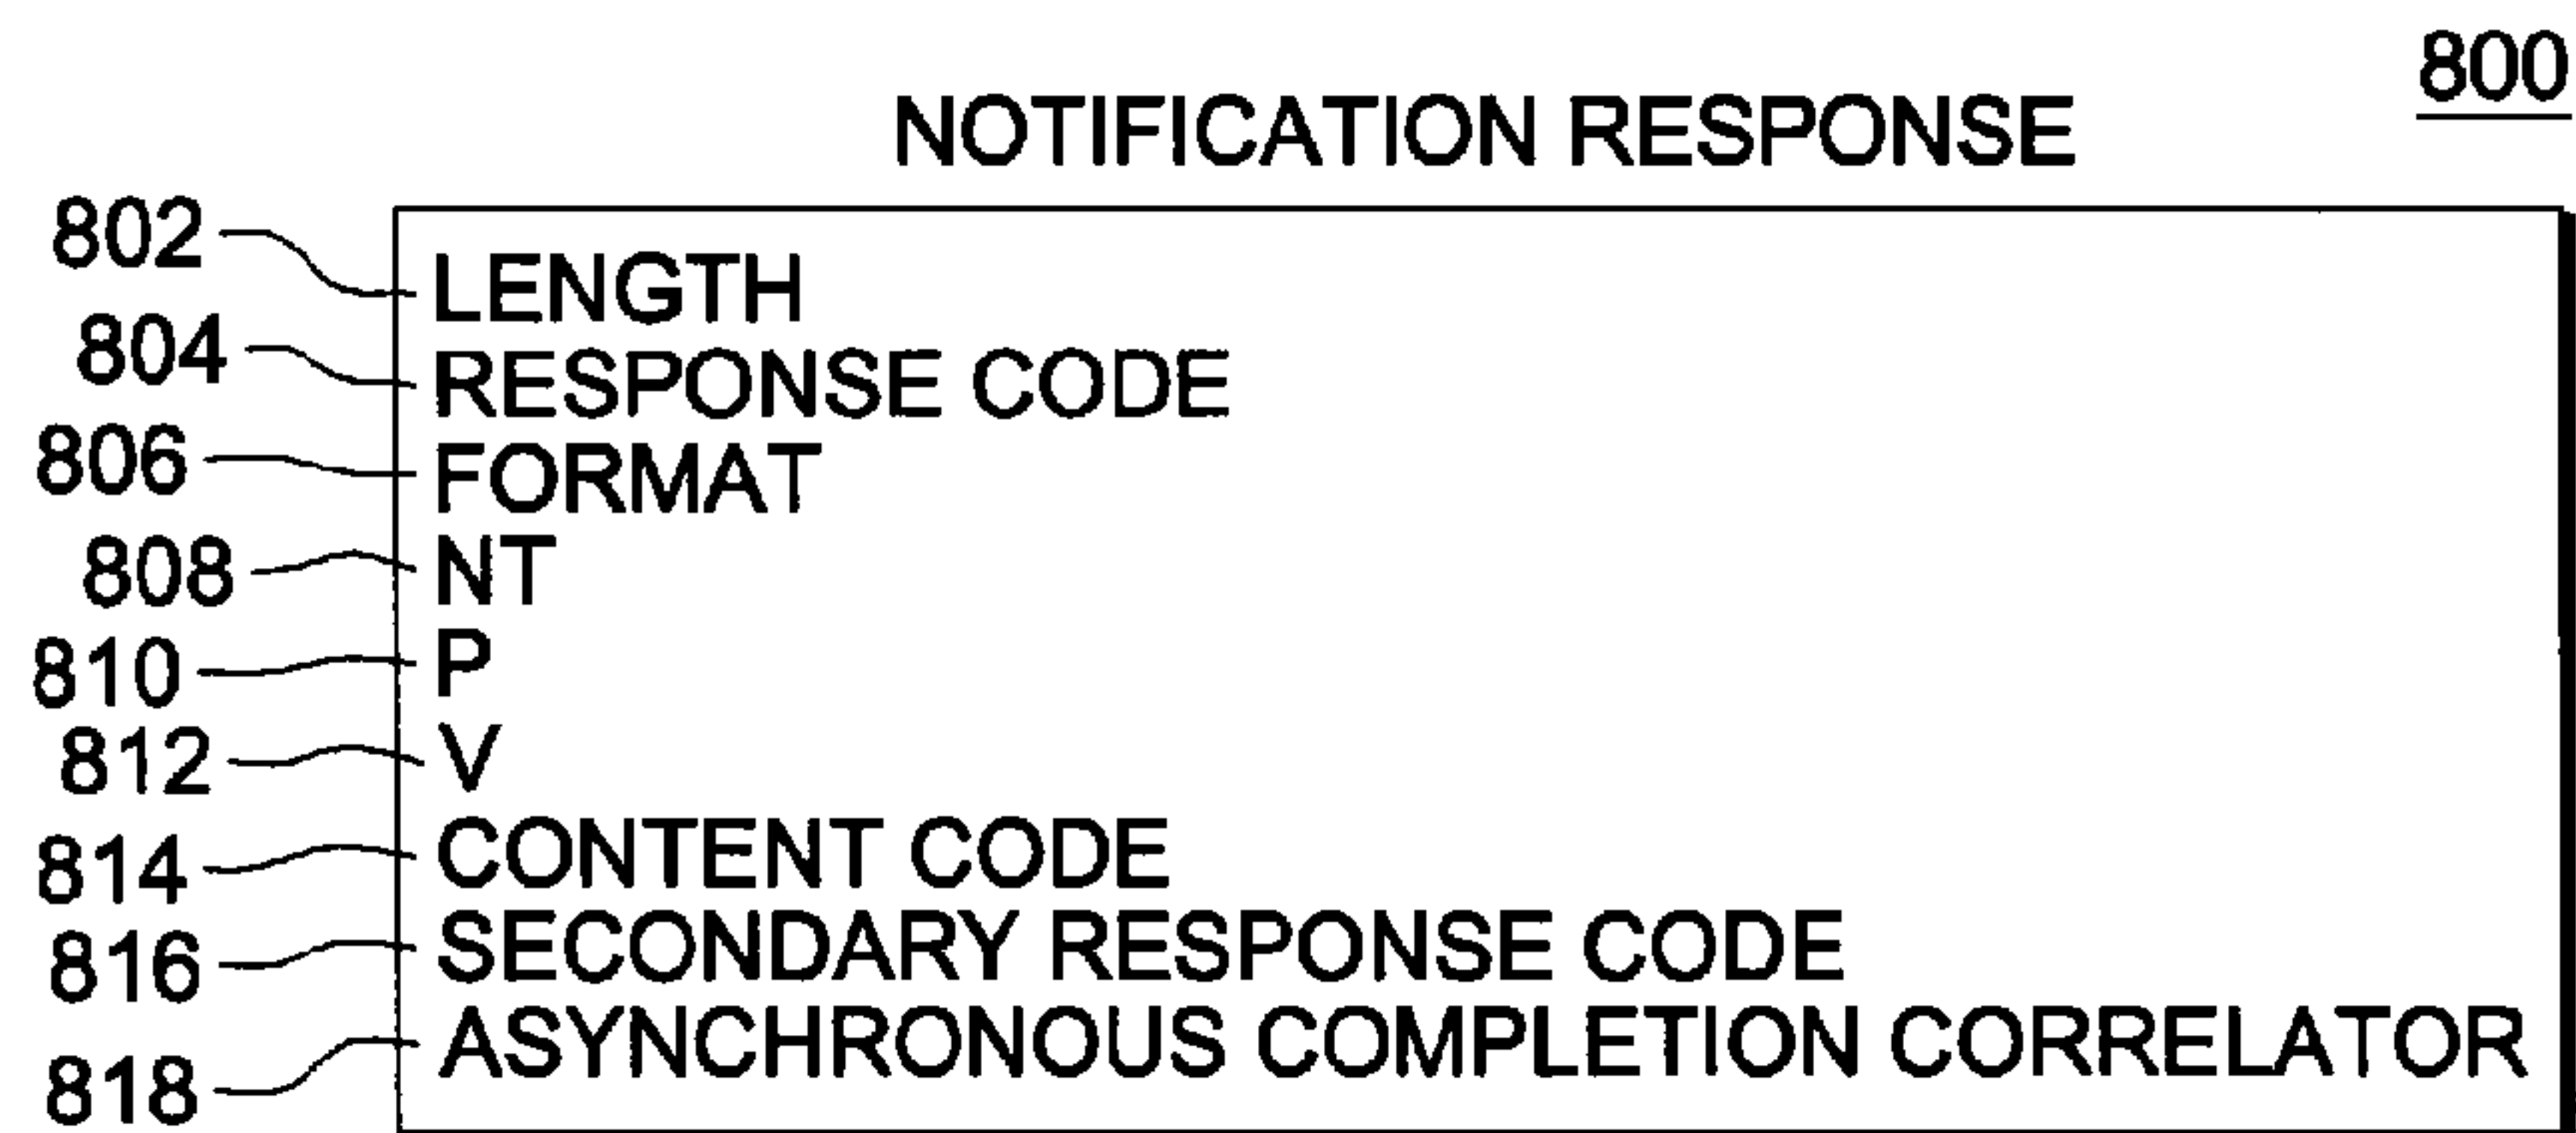 800
NOTIFICATION RESPONSE
802 LENGTH
804 RESPONSE CODE
806 FORMAT
808 NT
810 P
812 V
814 CONTENT CODE
816 SECONDARY RESPONSE CODE
818 ASYNCHRONOUS COMPLETION CORRELATOR